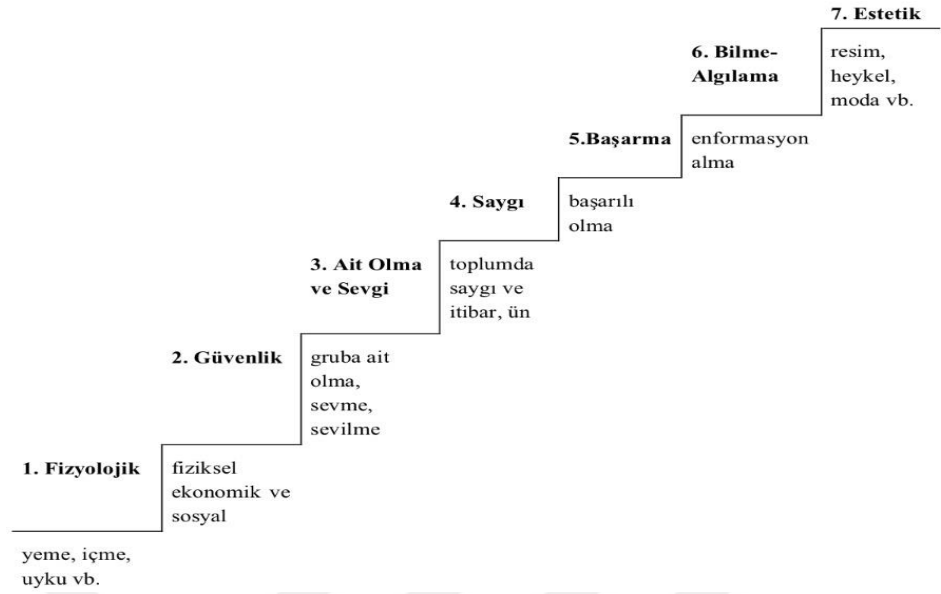 7. Estetik
resim,
heykel,
moda vb.
6. Bilme-
Algılama
enformasyon
alma
5.Başarma
başarılı
olma
4. Saygı
toplumda
saygı ve
itibar, ün
3. Ait Olma
ve Sevgi
gruba ait
olma,
sevme,
sevilme
2. Güvenlik
fiziksel
ekonomik ve
sosyal
1. Fizyolojik
yeme, içme,
uyku vb.